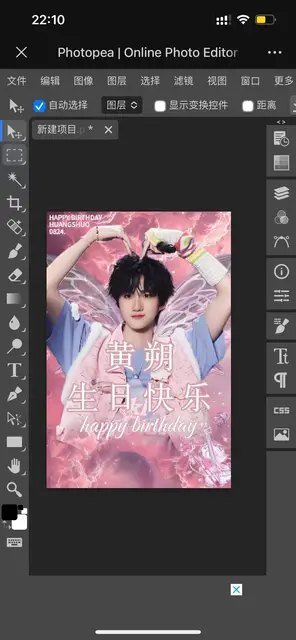 22:10
Photopea | Online Photo Editor
文件 编辑 图像 图层 选择 滤镜 视图 窗口 更多
自动选择 图层 显示变换控件 距离
新建项目.p *
HAPPY BIRTHDAY
HUANGSHUO
0824.
黄朔
生日快乐
happy birthday
CSS